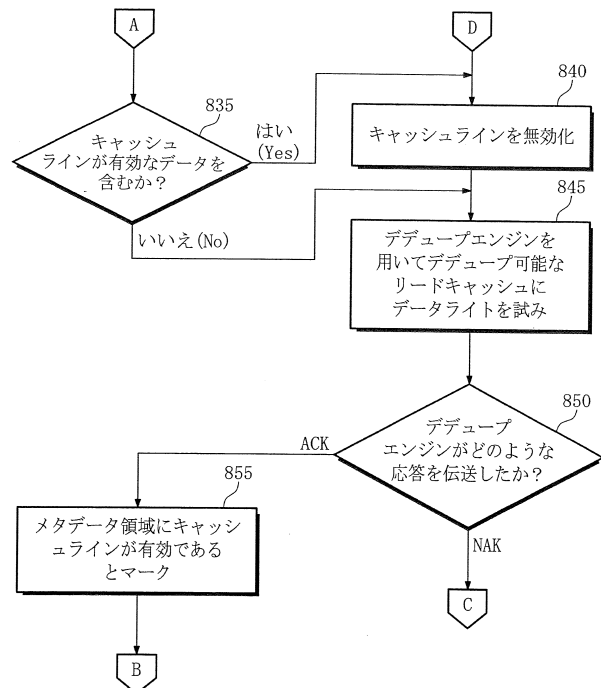 A
D
835
キャッシュ
ラインが有効なデータを
含むか？
はい
(Yes)
840
キャッシュラインを無効化
いいえ(No)
845
デデュープエンジンを
用いてデデュープ可能な
リードキャッシュに
データライトを試み
850
デデュープ
エンジンがどのような
応答を伝送したか？
ACK
NAK
855
メタデータ領域にキャッシ
ュラインが有効である
とマーク
C
B